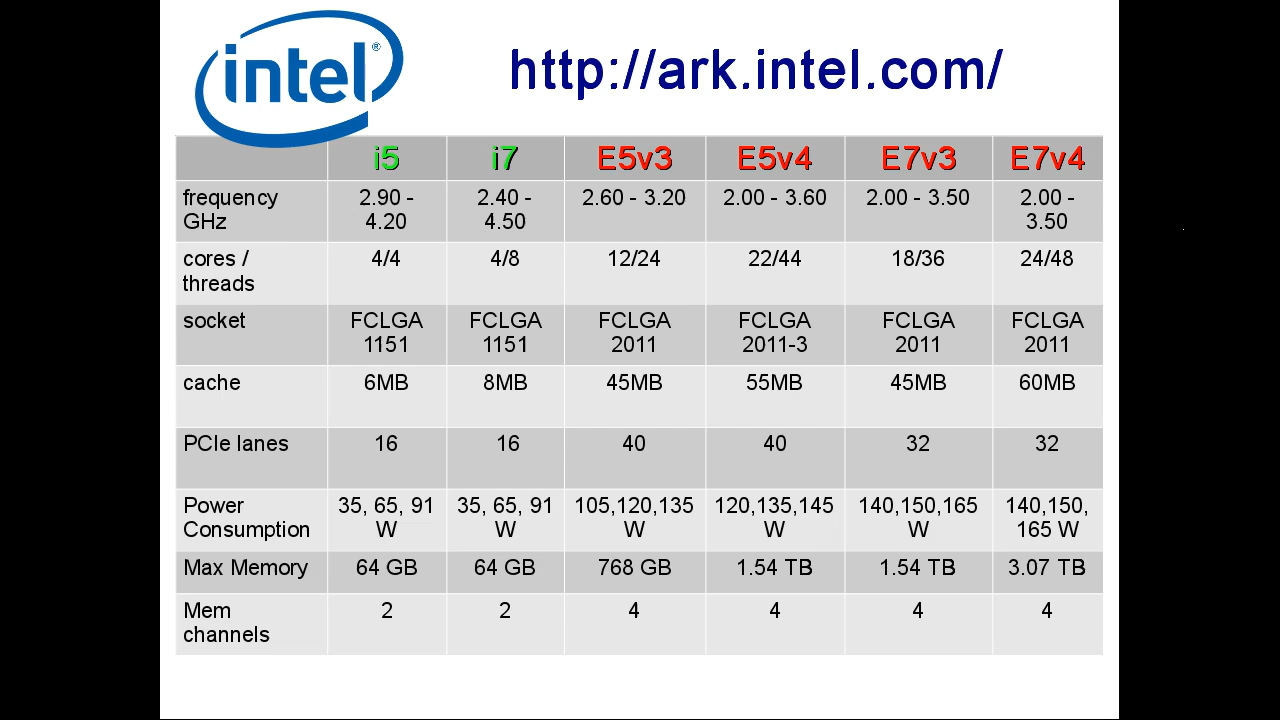 intel®
http://ark.intel.com/
i5 i7 E5v3 E5v4 E7v3 E7v4
frequency 2.90 - 2.40 - 2.60 - 3.20 2.00 - 3.60 2.00 - 3.50 2.00 -
GHz 4.20 4.50 3.50
cores / 4/4 4/8 12/24 22/44 18/36 24/48
threads
socket FCLGA FCLGA FCLGA FCLGA FCLGA FCLGA
1151 1151 2011 2011-3 2011 2011
cache 6MB 8MB 45MB 55MB 45MB 60MB
PCIe lanes 16 16 40 40 32 32
Power 35, 65, 91 35, 65, 91 105,120,135 120,135,145 140,150,165 140,150,
Consumption W W W W W 165 W
Max Memory 64 GB 64 GB 768 GB 1.54 TB 1.54 TB 3.07 TB
Mem 2 2 4 4 4 4
channels